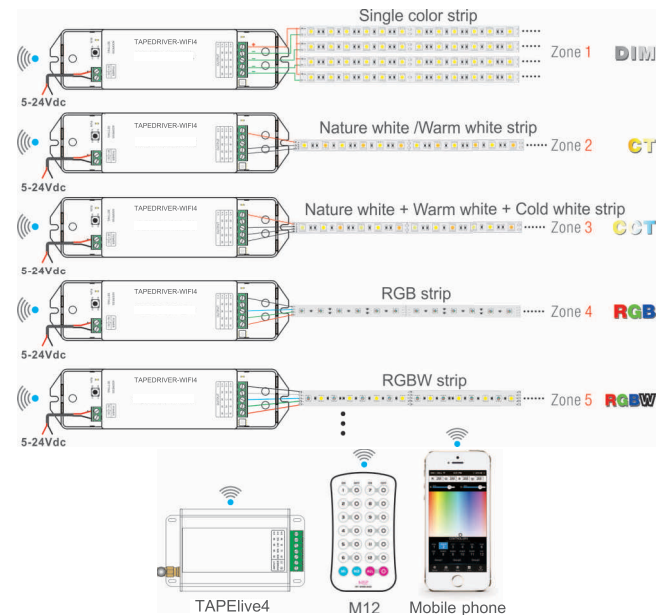 Single color strip
TAPEDRIVER-WIFI4
Zone 1
DIM
5-24Vdc
Nature white /Warm white strip
TAPEDRIVER-WIFI4
Zone 2
CT
5-24Vdc
Nature white + Warm white + Cold white strip
TAPEDRIVER-WIFI4
Zone 3
CCT
5-24Vdc
RGB strip
TAPEDRIVER-WIFI4
Zone 4
RGB
5-24Vdc
RGBW strip
TAPEDRIVER-WIFI4
Zone 5
RGBW
5-24Vdc
TAPElive4
M12
Mobile phone